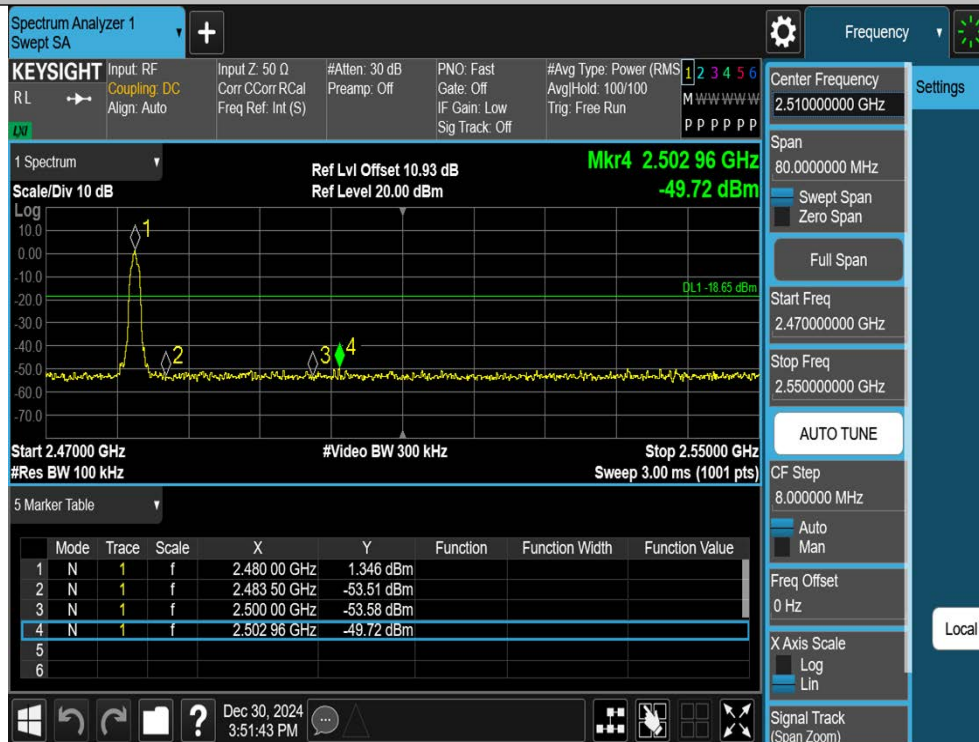 Spectrum Analyzer 1
Swept SA
+
Frequency
KEYSIGHT
RL
LXI
Input: RF
Coupling: DC
Align: Auto
Input Z: 50 Ω
Corr CCorr RCal
Freq Ref: Int (S)
#Atten: 30 dB
Preamp: Off
PNO: Fast
Gate: Off
IF Gain: Low
Sig Track: Off
#Avg Type: Power (RMS
Avg|Hold: 100/100
Trig: Free Run
1 2 3 4 5 6
M W W W W W
P P P P P P
1 Spectrum
Scale/Div 10 dB
Ref Lvl Offset 10.93 dB
Ref Level 20.00 dBm
Mkr4 2.502 96 GHz
-49.72 dBm
Log
10.0
0.00
-10.0
-20.0
-30.0
-40.0
-50.0
-60.0
-70.0
1
2
3
4
DL1 -18.65 dBm
Start 2.47000 GHz
#Video BW 300 kHz
Stop 2.55000 GHz
#Res BW 100 kHz
Sweep 3.00 ms (1001 pts)
5 Marker Table
Mode Trace Scale X Y Function Function Width Function Value
1 N 1 f 2.480 00 GHz 1.346 dBm
2 N 1 f 2.483 50 GHz -53.51 dBm
3 N 1 f 2.500 00 GHz -53.58 dBm
4 N 1 f 2.502 96 GHz -49.72 dBm
5
6
?
Dec 30, 2024
3:51:43 PM
Center Frequency
2.510000000 GHz
Settings
Span
80.0000000 MHz
Swept Span
Zero Span
Full Span
Start Freq
2.470000000 GHz
Stop Freq
2.550000000 GHz
AUTO TUNE
CF Step
8.000000 MHz
Auto
Man
Freq Offset
0 Hz
Local
X Axis Scale
Log
Lin
Signal Track
(Span Zoom)